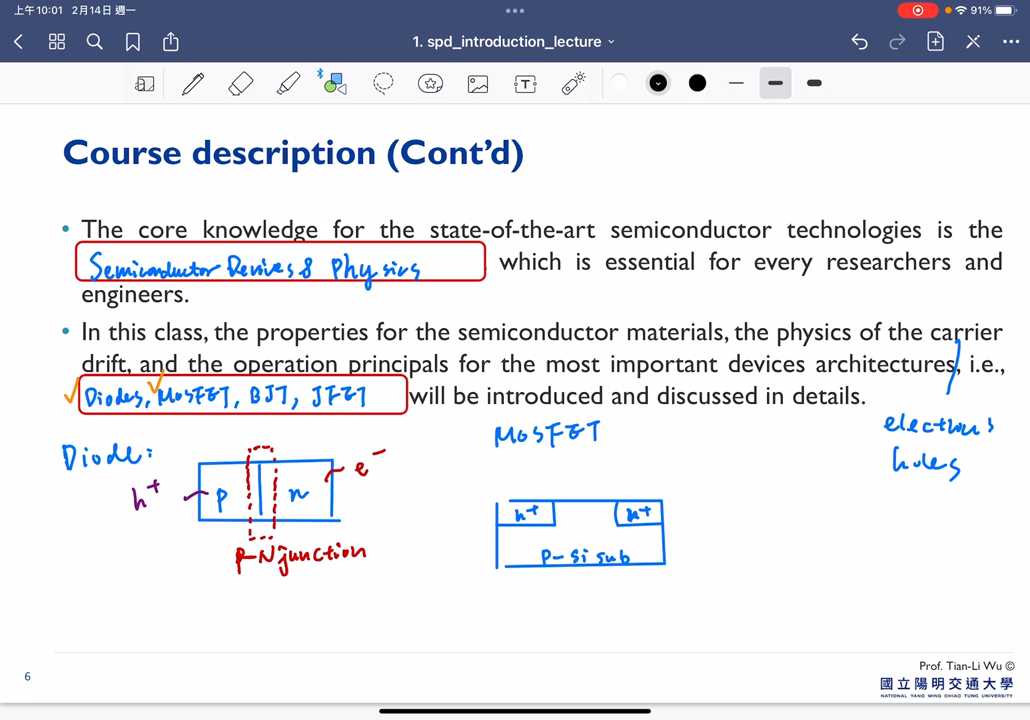 上午10:01 2月14日 週一
91%
1. spd_introduction_lecture
Course description (Cont'd)
• The core knowledge for the state-of-the-art semiconductor technologies is the
Semiconductor Devices & Physics which is essential for every researchers and
engineers.
• In this class, the properties for the semiconductor materials, the physics of the carrier
drift, and the operation principals for the most important devices architectures, i.e.,
Diodes, MOSFET, BJT, JFET will be introduced and discussed in details.
electrons
holes
Diode:
h+
p
n
e-
P-N junction
MOSFET
n+
n+
P-Si sub
6
Prof. Tian-Li Wu ©
國立陽明交通大學
NATIONAL YANG MING CHIAO TUNG UNIVERSITY